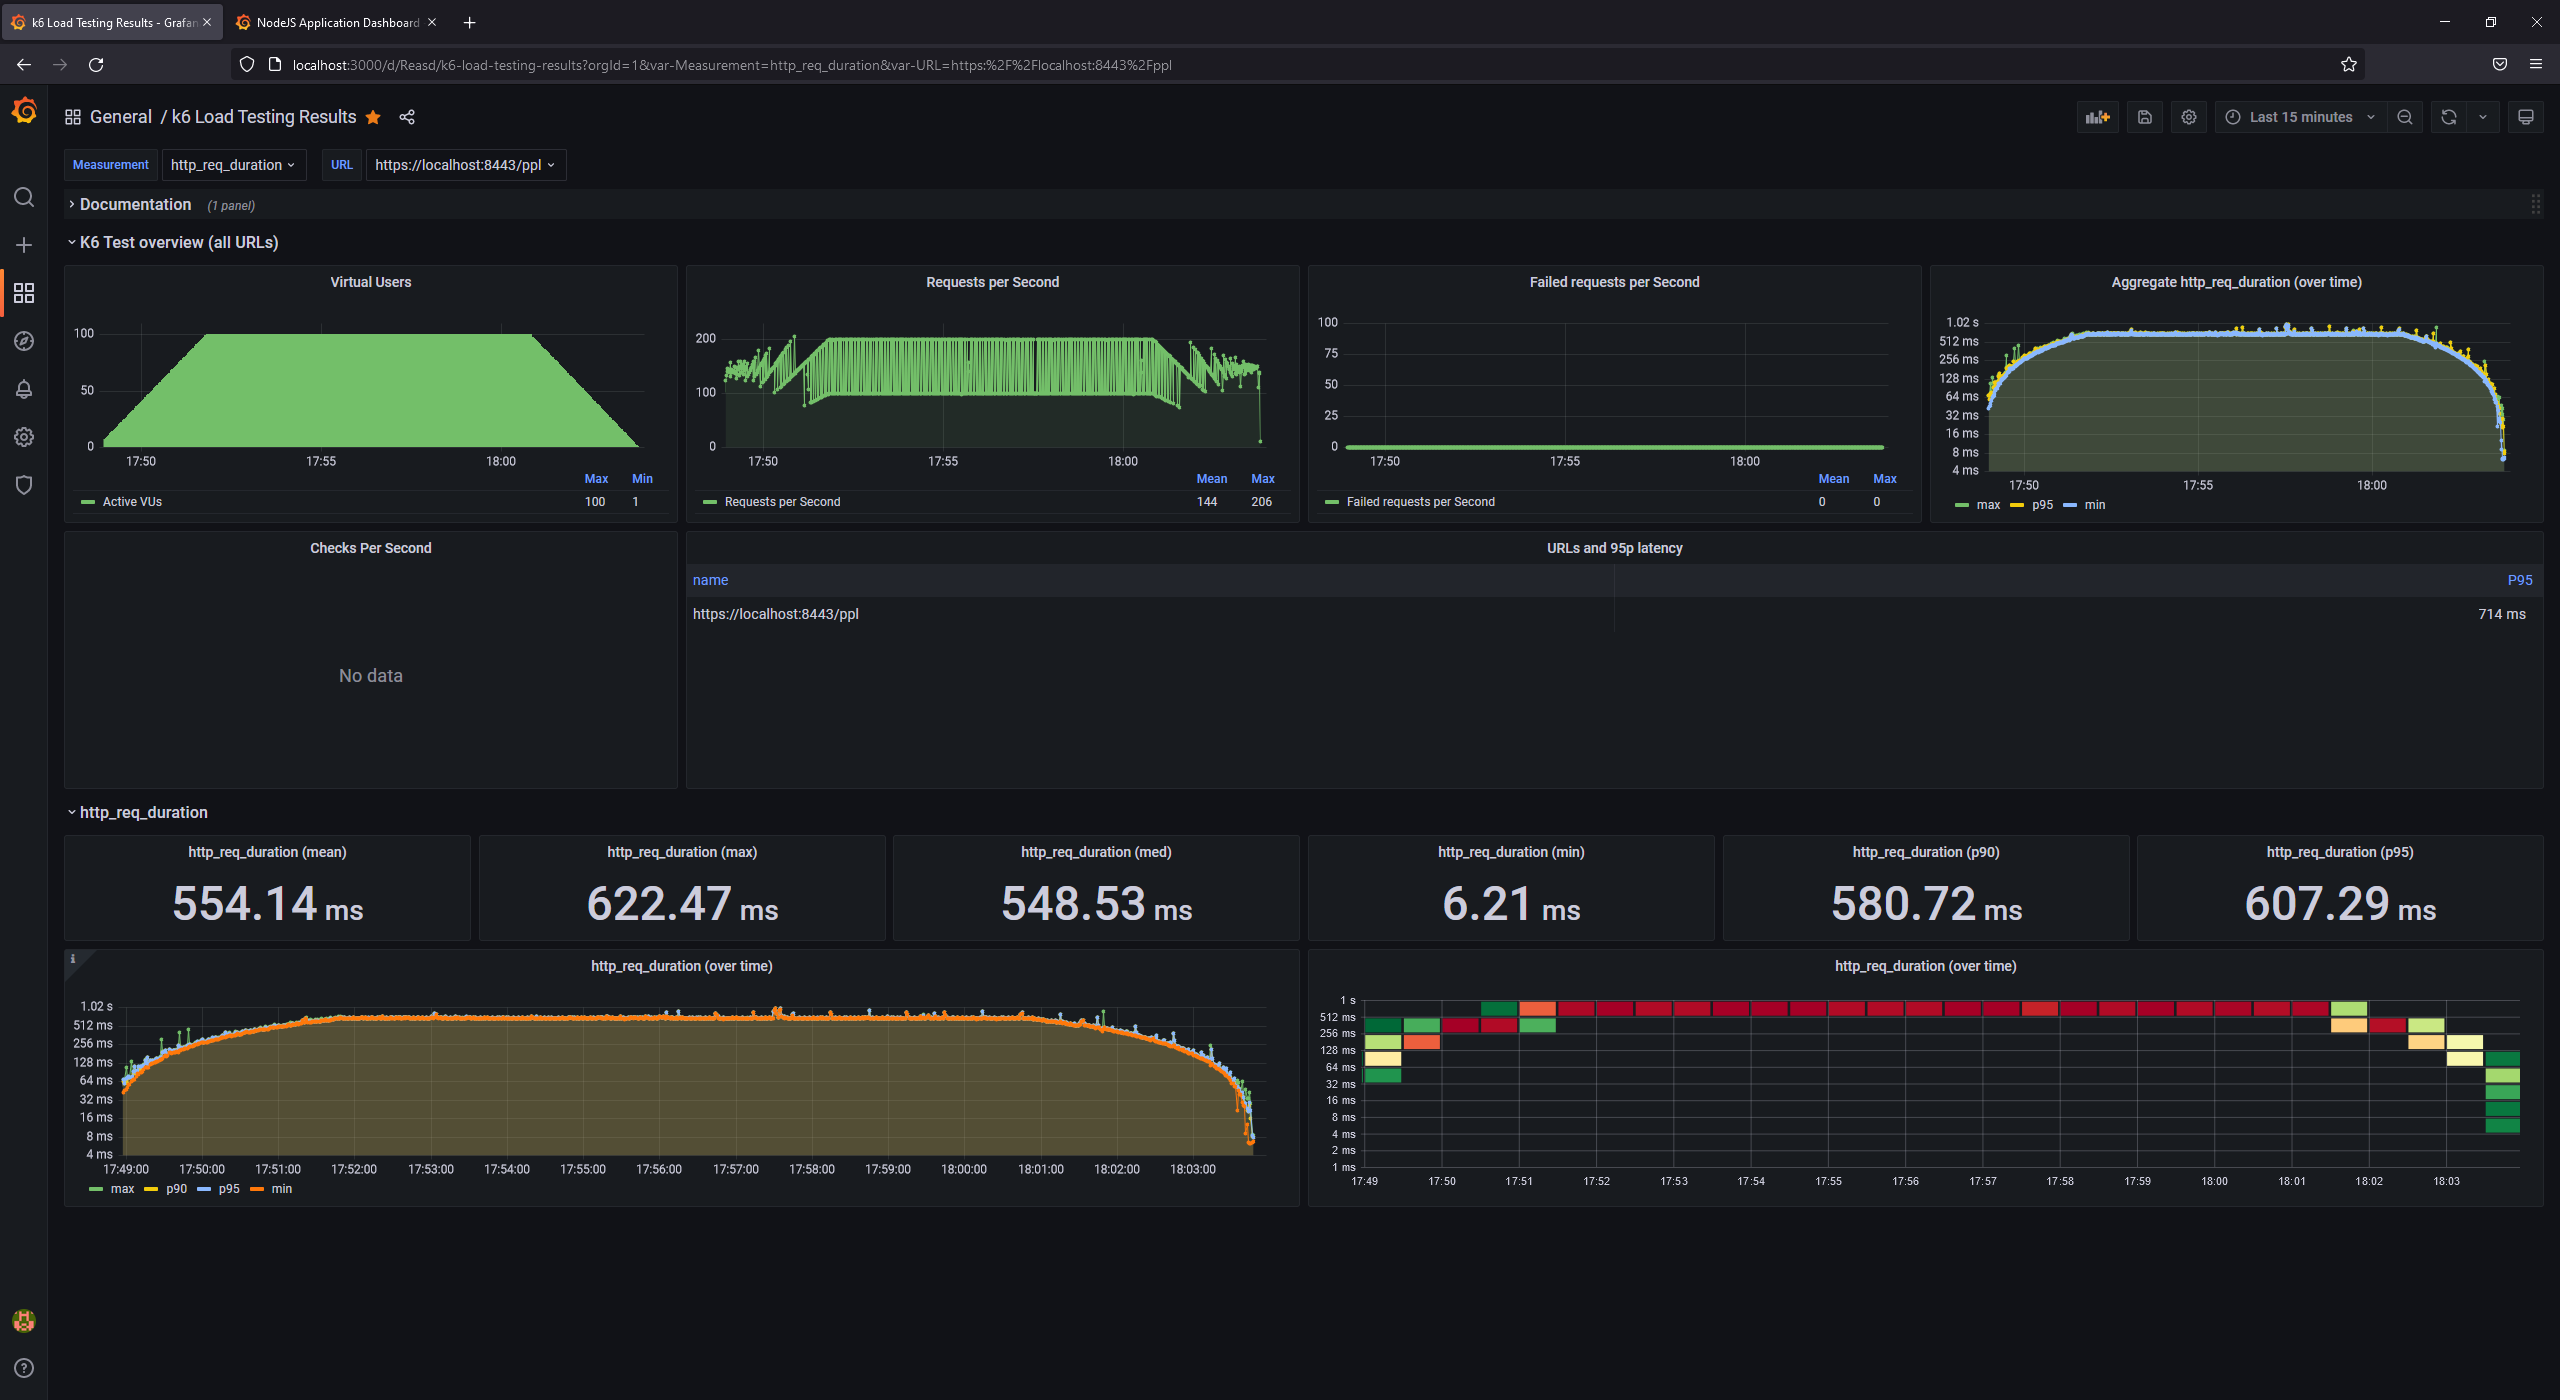 k6 Load Testing Results - Grafan
NodeJS Application Dashboard
localhost:3000/d/Reasd/k6-load-testing-results?orgId=1&var-Measurement=http_req_duration&var-URL=https:%2F%2Flocalhost:8443%2Fppl
General / k6 Load Testing Results
Last 15 minutes
Measurement http_req_duration URL https://localhost:8443/ppl
Documentation (1 panel)
K6 Test overview (all URLs)
Virtual Users
100
50
0
17:50 17:55 18:00
Max Min
Active VUs 100 1
Requests per Second
200
100
0
17:50 17:55 18:00
Mean Max
Requests per Second 144 206
Failed requests per Second
100
75
50
25
0
17:50 17:55 18:00
Mean Max
Failed requests per Second 0 0
Aggregate http_req_duration (over time)
1.02 s
512 ms
256 ms
128 ms
64 ms
32 ms
16 ms
8 ms
4 ms
17:50 17:55 18:00
max p95 min
Checks Per Second
No data
URLs and 95p latency
name P95
https://localhost:8443/ppl 714 ms
http_req_duration
http_req_duration (mean)
554.14 ms
http_req_duration (max)
622.47 ms
http_req_duration (med)
548.53 ms
http_req_duration (min)
6.21 ms
http_req_duration (p90)
580.72 ms
http_req_duration (p95)
607.29 ms
i
http_req_duration (over time)
1.02 s
512 ms
256 ms
128 ms
64 ms
32 ms
16 ms
8 ms
4 ms
17:49:00 17:50:00 17:51:00 17:52:00 17:53:00 17:54:00 17:55:00 17:56:00 17:57:00 17:58:00 17:59:00 18:00:00 18:01:00 18:02:00 18:03:00
max p90 p95 min
http_req_duration (over time)
1 s
512 ms
256 ms
128 ms
64 ms
32 ms
16 ms
8 ms
4 ms
2 ms
1 ms
17:49 17:50 17:51 17:52 17:53 17:54 17:55 17:56 17:57 17:58 17:59 18:00 18:01 18:02 18:03